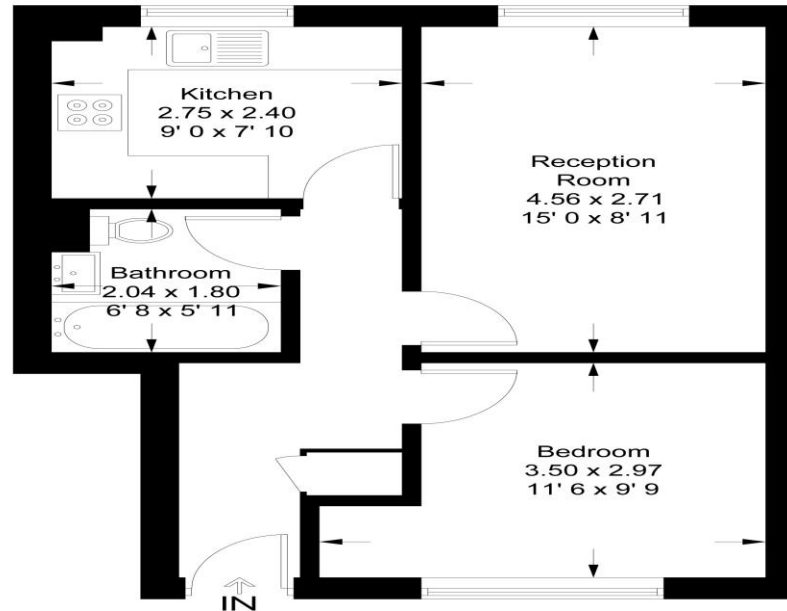 Kitchen
2.75 x 2.40
9' 0 x 7' 10
Reception
Room
4.56 x 2.71
15' 0 x 8' 11
Bathroom
2.04 x 1.80
6' 8 x 5' 11
Bedroom
3.50 x 2.97
11' 6 x 9' 9
IN